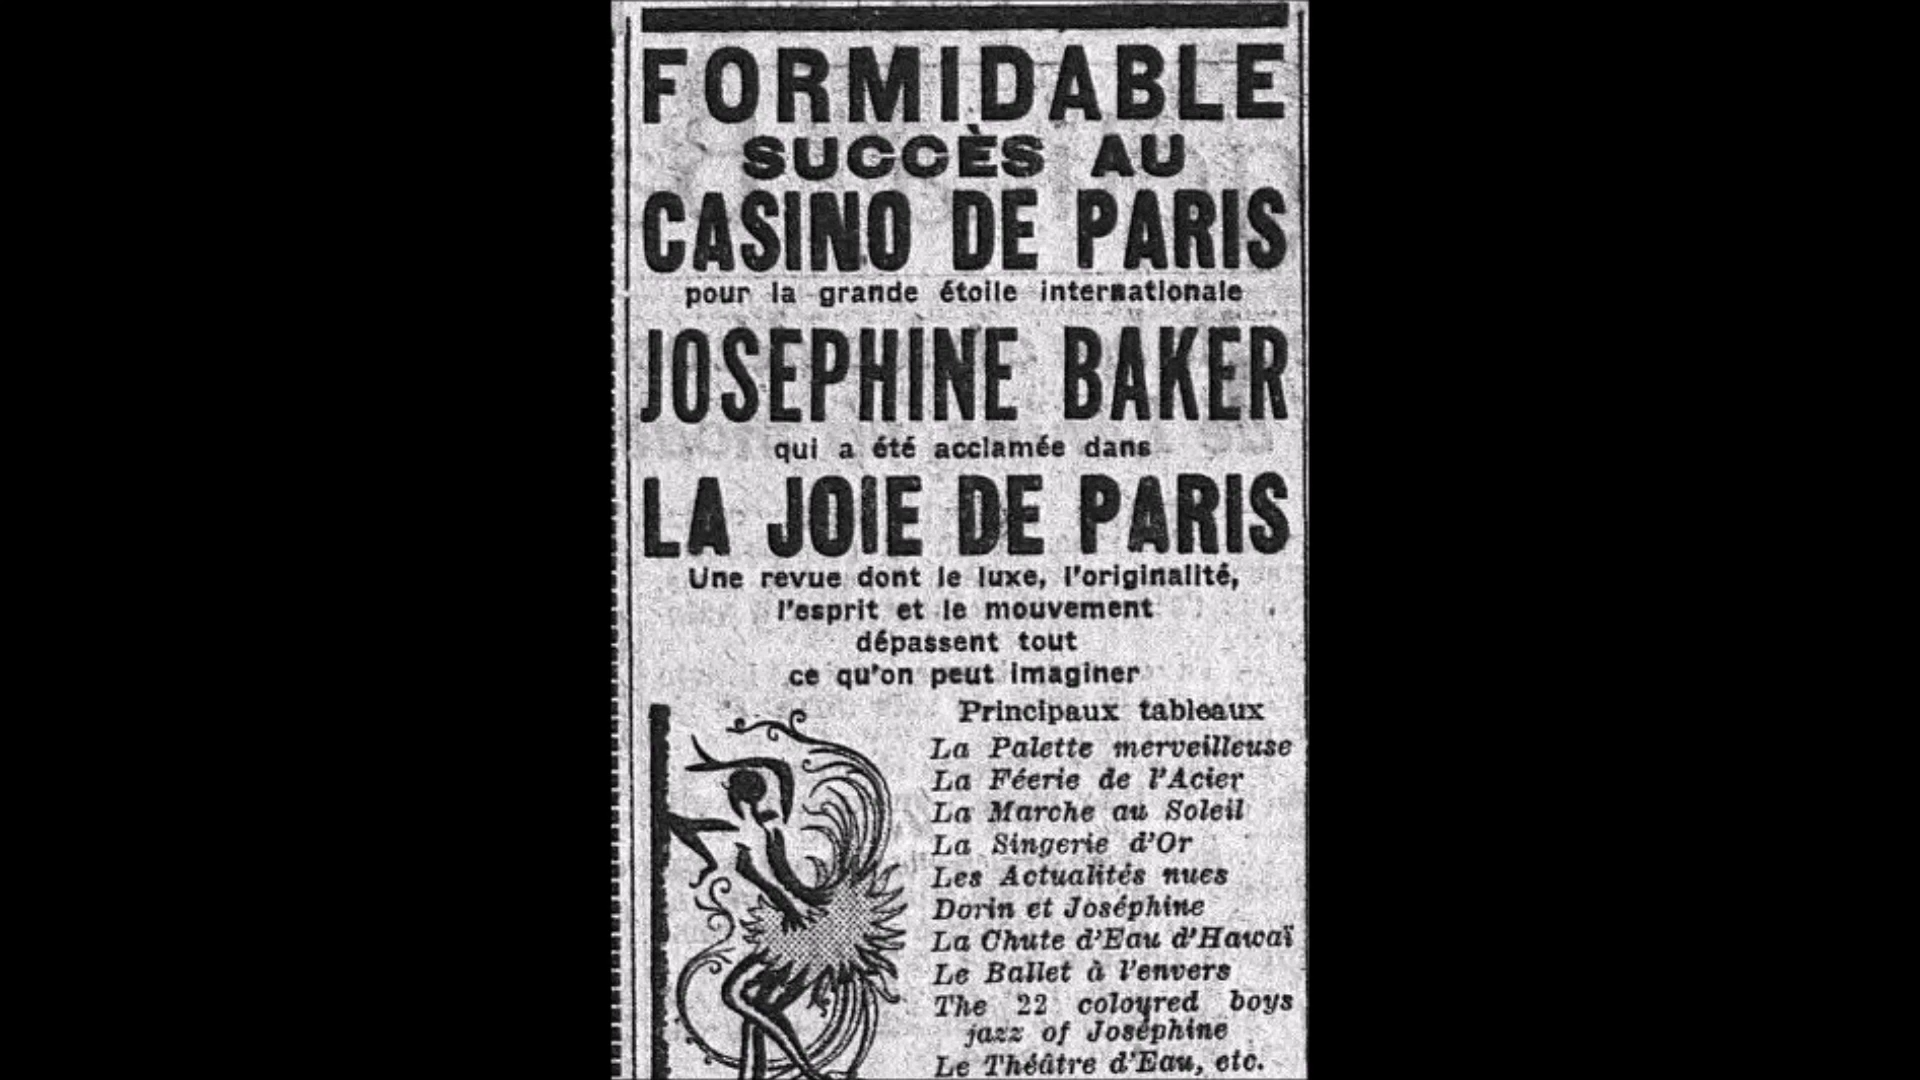 FORMIDABLE
SUCCÈS AU
CASINO DE PARIS
pour la grande étoile internationale
JOSEPHINE BAKER
qui a été acclamée dans
LA JOIE DE PARIS
Une revue dont le luxe, l'originalité,
l'esprit et le mouvement
dépassent tout
ce qu'on peut imaginer
Principaux tableaux
La Palette merveilleuse
La Féerie de l'Acier
La Marche au Soleil
La Singerie d'Or
Les Actualités nues
Dorin et Joséphine
La Chute d'Eau d'Hawaï
Le Ballet à l'envers
The 22 coloured boys
jazz of Joséphine
Le Théâtre d'Eau, etc.